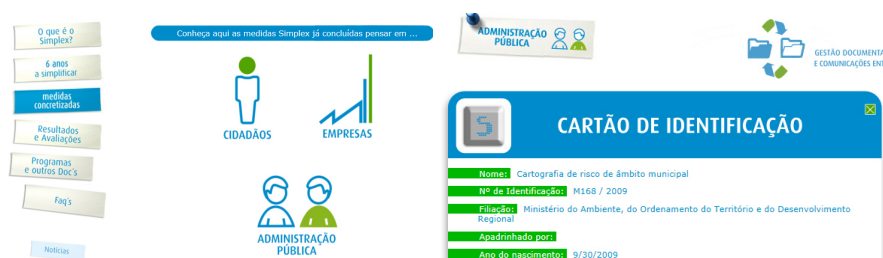 O que é o
Simplex?
6 anos
a simplificar
medidas
concretizadas
Resultados
e Avaliações
Programas
e outros Doc's
Faq's
Notícias
Conheça aqui as medidas Simplex já concluídas pensar em ...
CIDADÃOS
EMPRESAS
ADMINISTRAÇÃO
PÚBLICA
ADMINISTRAÇÃO
PÚBLICA
GESTÃO DOCUMENTA
E COMUNICAÇÕES EN
S
CARTÃO DE IDENTIFICAÇÃO
Nome: Cartografia de risco de âmbito municipal
Nº de Identificação: M168 / 2009
Filiação: Ministério do Ambiente, do Ordenamento do Território e do Desenvolvimento
Regional
Apadrinhado por:
Ano do nascimento: 9/30/2009